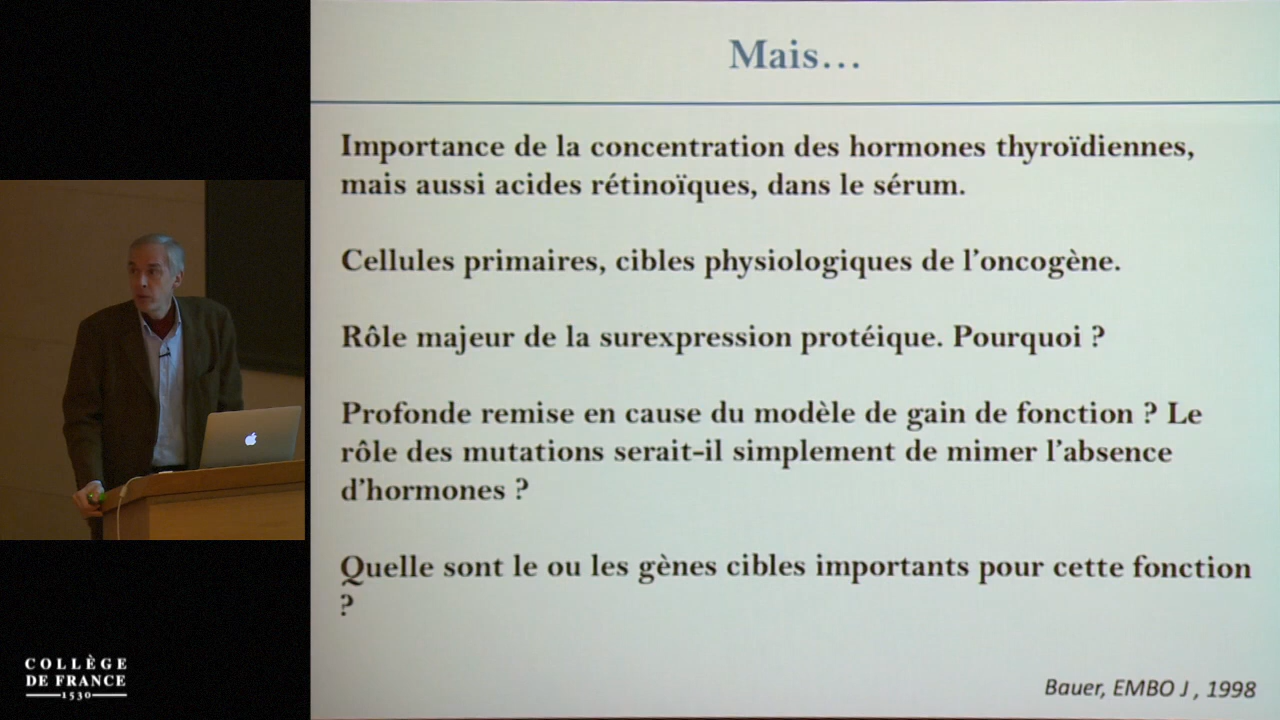 Mais…
Importance de la concentration des hormones thyroïdiennes,
mais aussi acides rétinoïques, dans le sérum.
Cellules primaires, cibles physiologiques de l’oncogène.
Rôle majeur de la surexpression protéique. Pourquoi ?
Profonde remise en cause du modèle de gain de fonction ? Le
rôle des mutations serait-il simplement de mimer l’absence
d’hormones ?
Quelle sont le ou les gènes cibles importants pour cette fonction
?
Bauer, EMBO J , 1998
COLLÈGE
DE FRANCE
1530